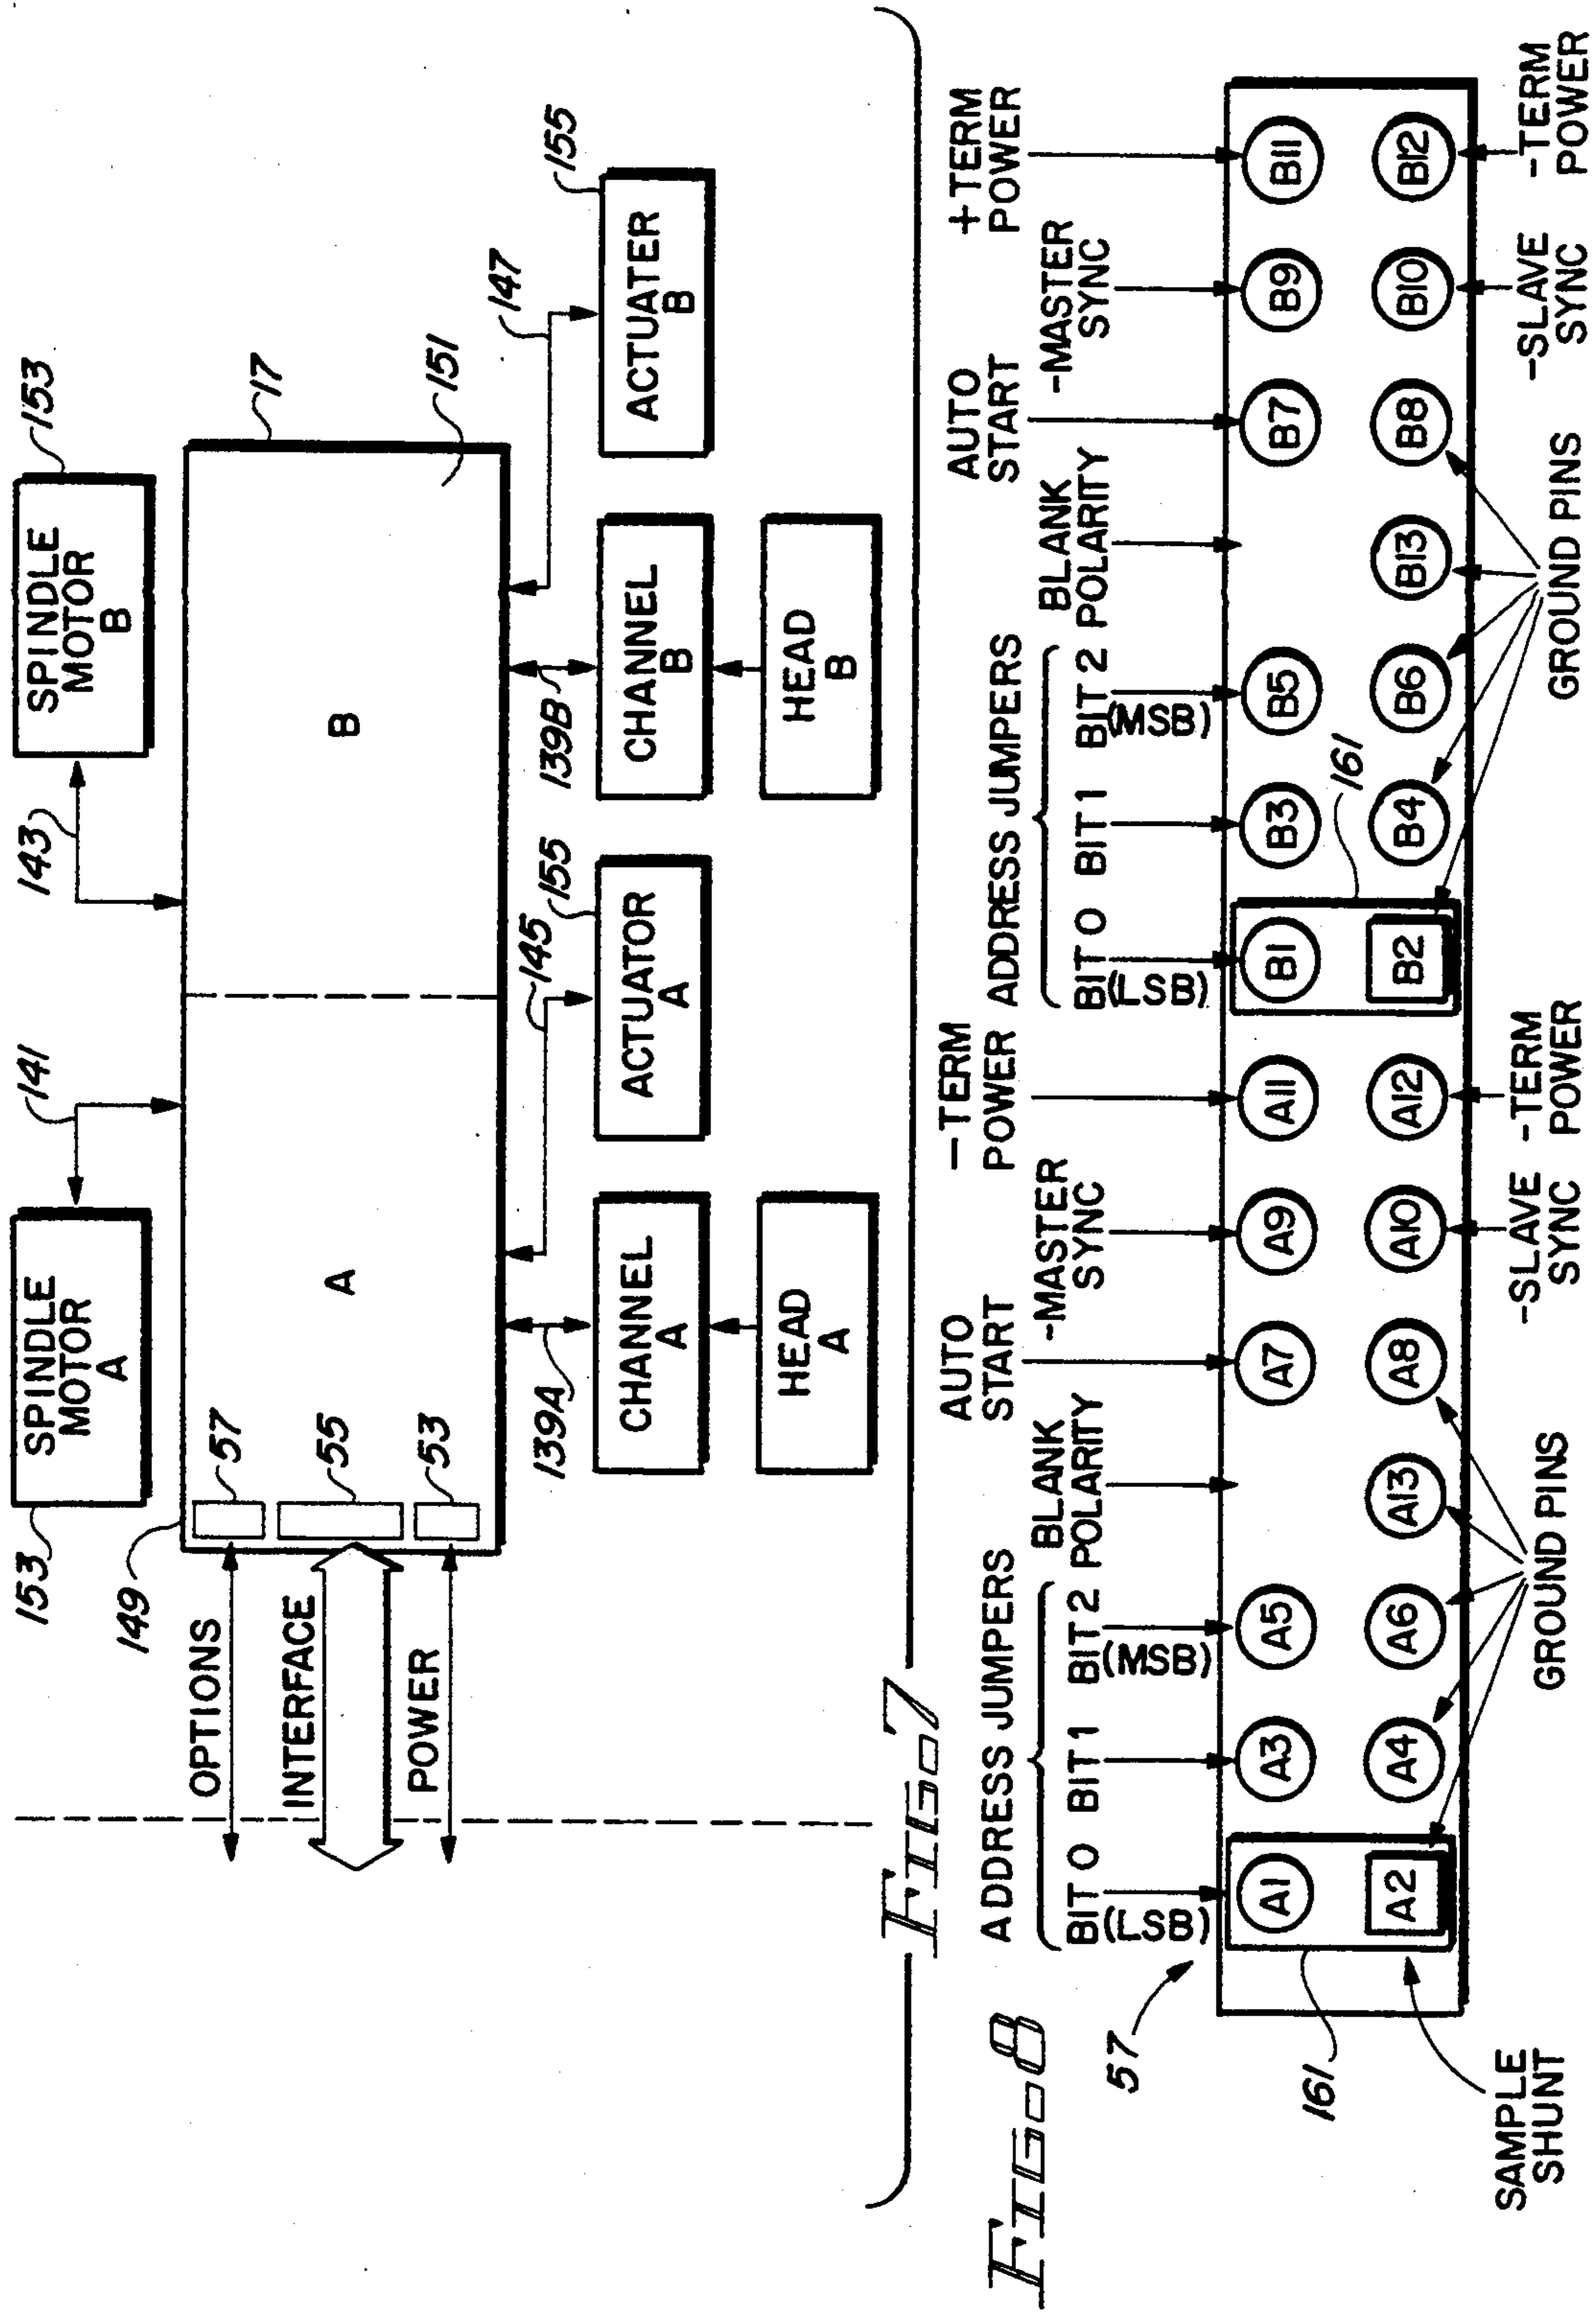 153
SPINDLE
MOTOR
A
141
143
SPINDLE
MOTOR
B
153
149
OPTIONS
INTERFACE
POWER
57
55
53
A
B
17
151
139A
145
139B
147
CHANNEL
A
ACTUATOR
A
155
CHANNEL
B
ACTUATER
B
155
HEAD
A
HEAD
B
FIG. 7
FIG. 8
57
ADDRESS JUMPERS
BIT 0
(LSB)
BIT 1
BIT 2
(MSB)
BLANK
POLARITY
AUTO
START
-MASTER
SYNC
-TERM
POWER
ADDRESS JUMPERS
BIT 0
(LSB)
BIT 1
BIT 2
(MSB)
BLANK
POLARITY
AUTO
START
-MASTER
SYNC
+TERM
POWER
A1
A3
A5
A7
A9
A11
B1
B3
B5
B7
B9
B11
A2
A4
A6
A13
A8
A10
A12
B2
B4
B6
B13
B8
B10
B12
161
161
SAMPLE
SHUNT
GROUND PINS
-SLAVE
SYNC
-TERM
POWER
GROUND PINS
-SLAVE
SYNC
-TERM
POWER